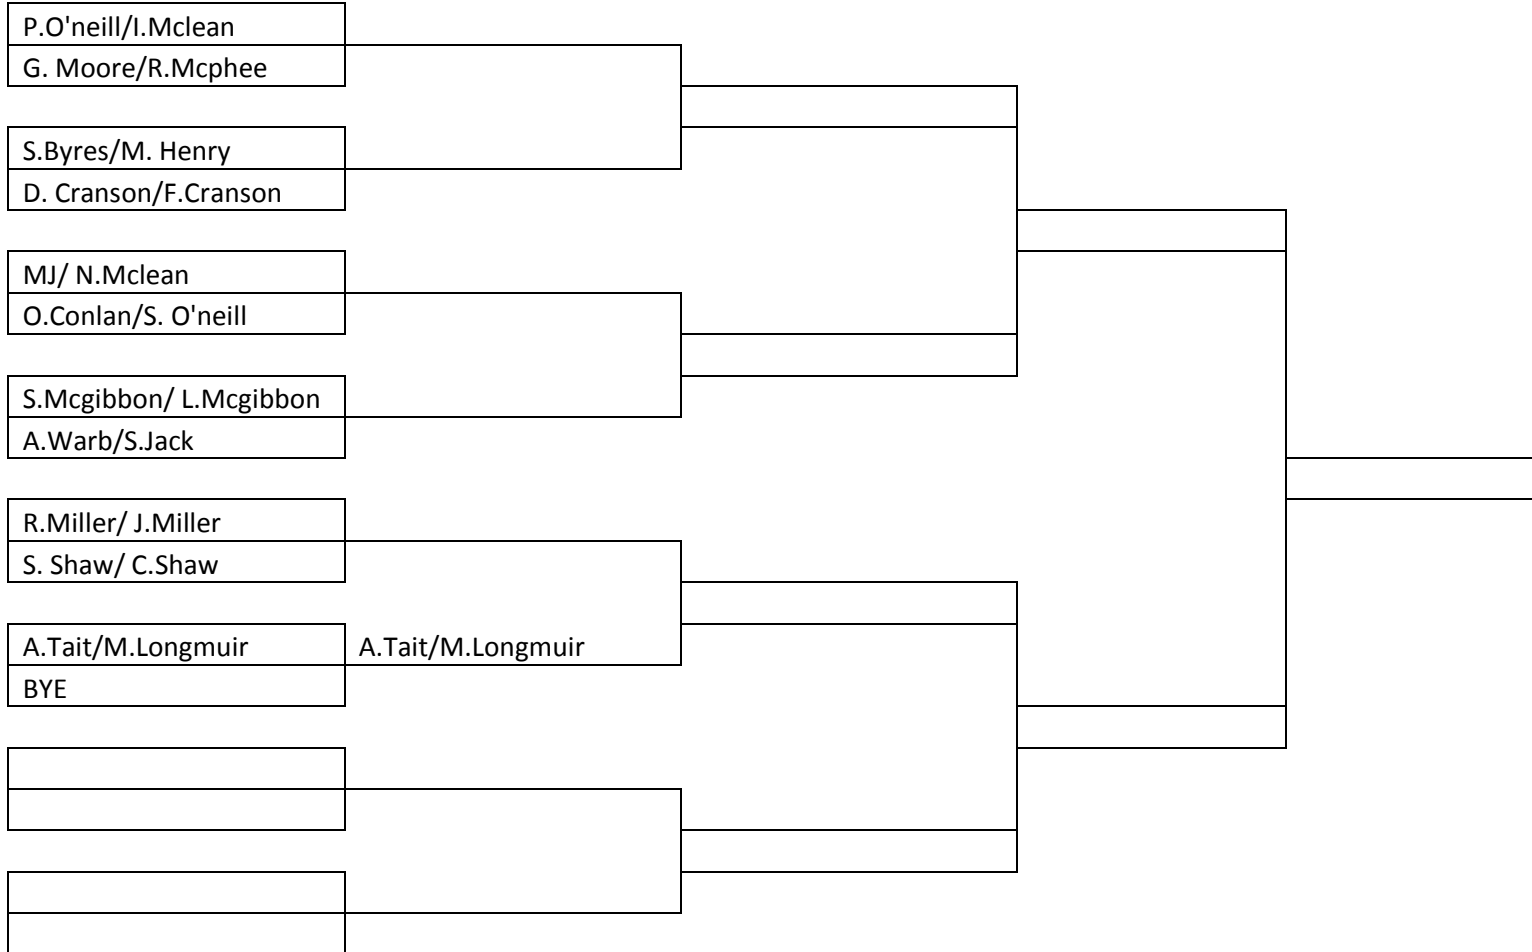 P.O'neill/I.Mclean
G. Moore/R.Mcphee
S.Byres/M. Henry
D. Cranson/F.Cranson
MJ/ N.Mclean
O.Conlan/S. O'neill
S.Mcgibbon/ L.Mcgibbon
A.Warb/S.Jack
R.Miller/ J.Miller
S. Shaw/ C.Shaw
A.Tait/M.Longmuir
A.Tait/M.Longmuir
BYE